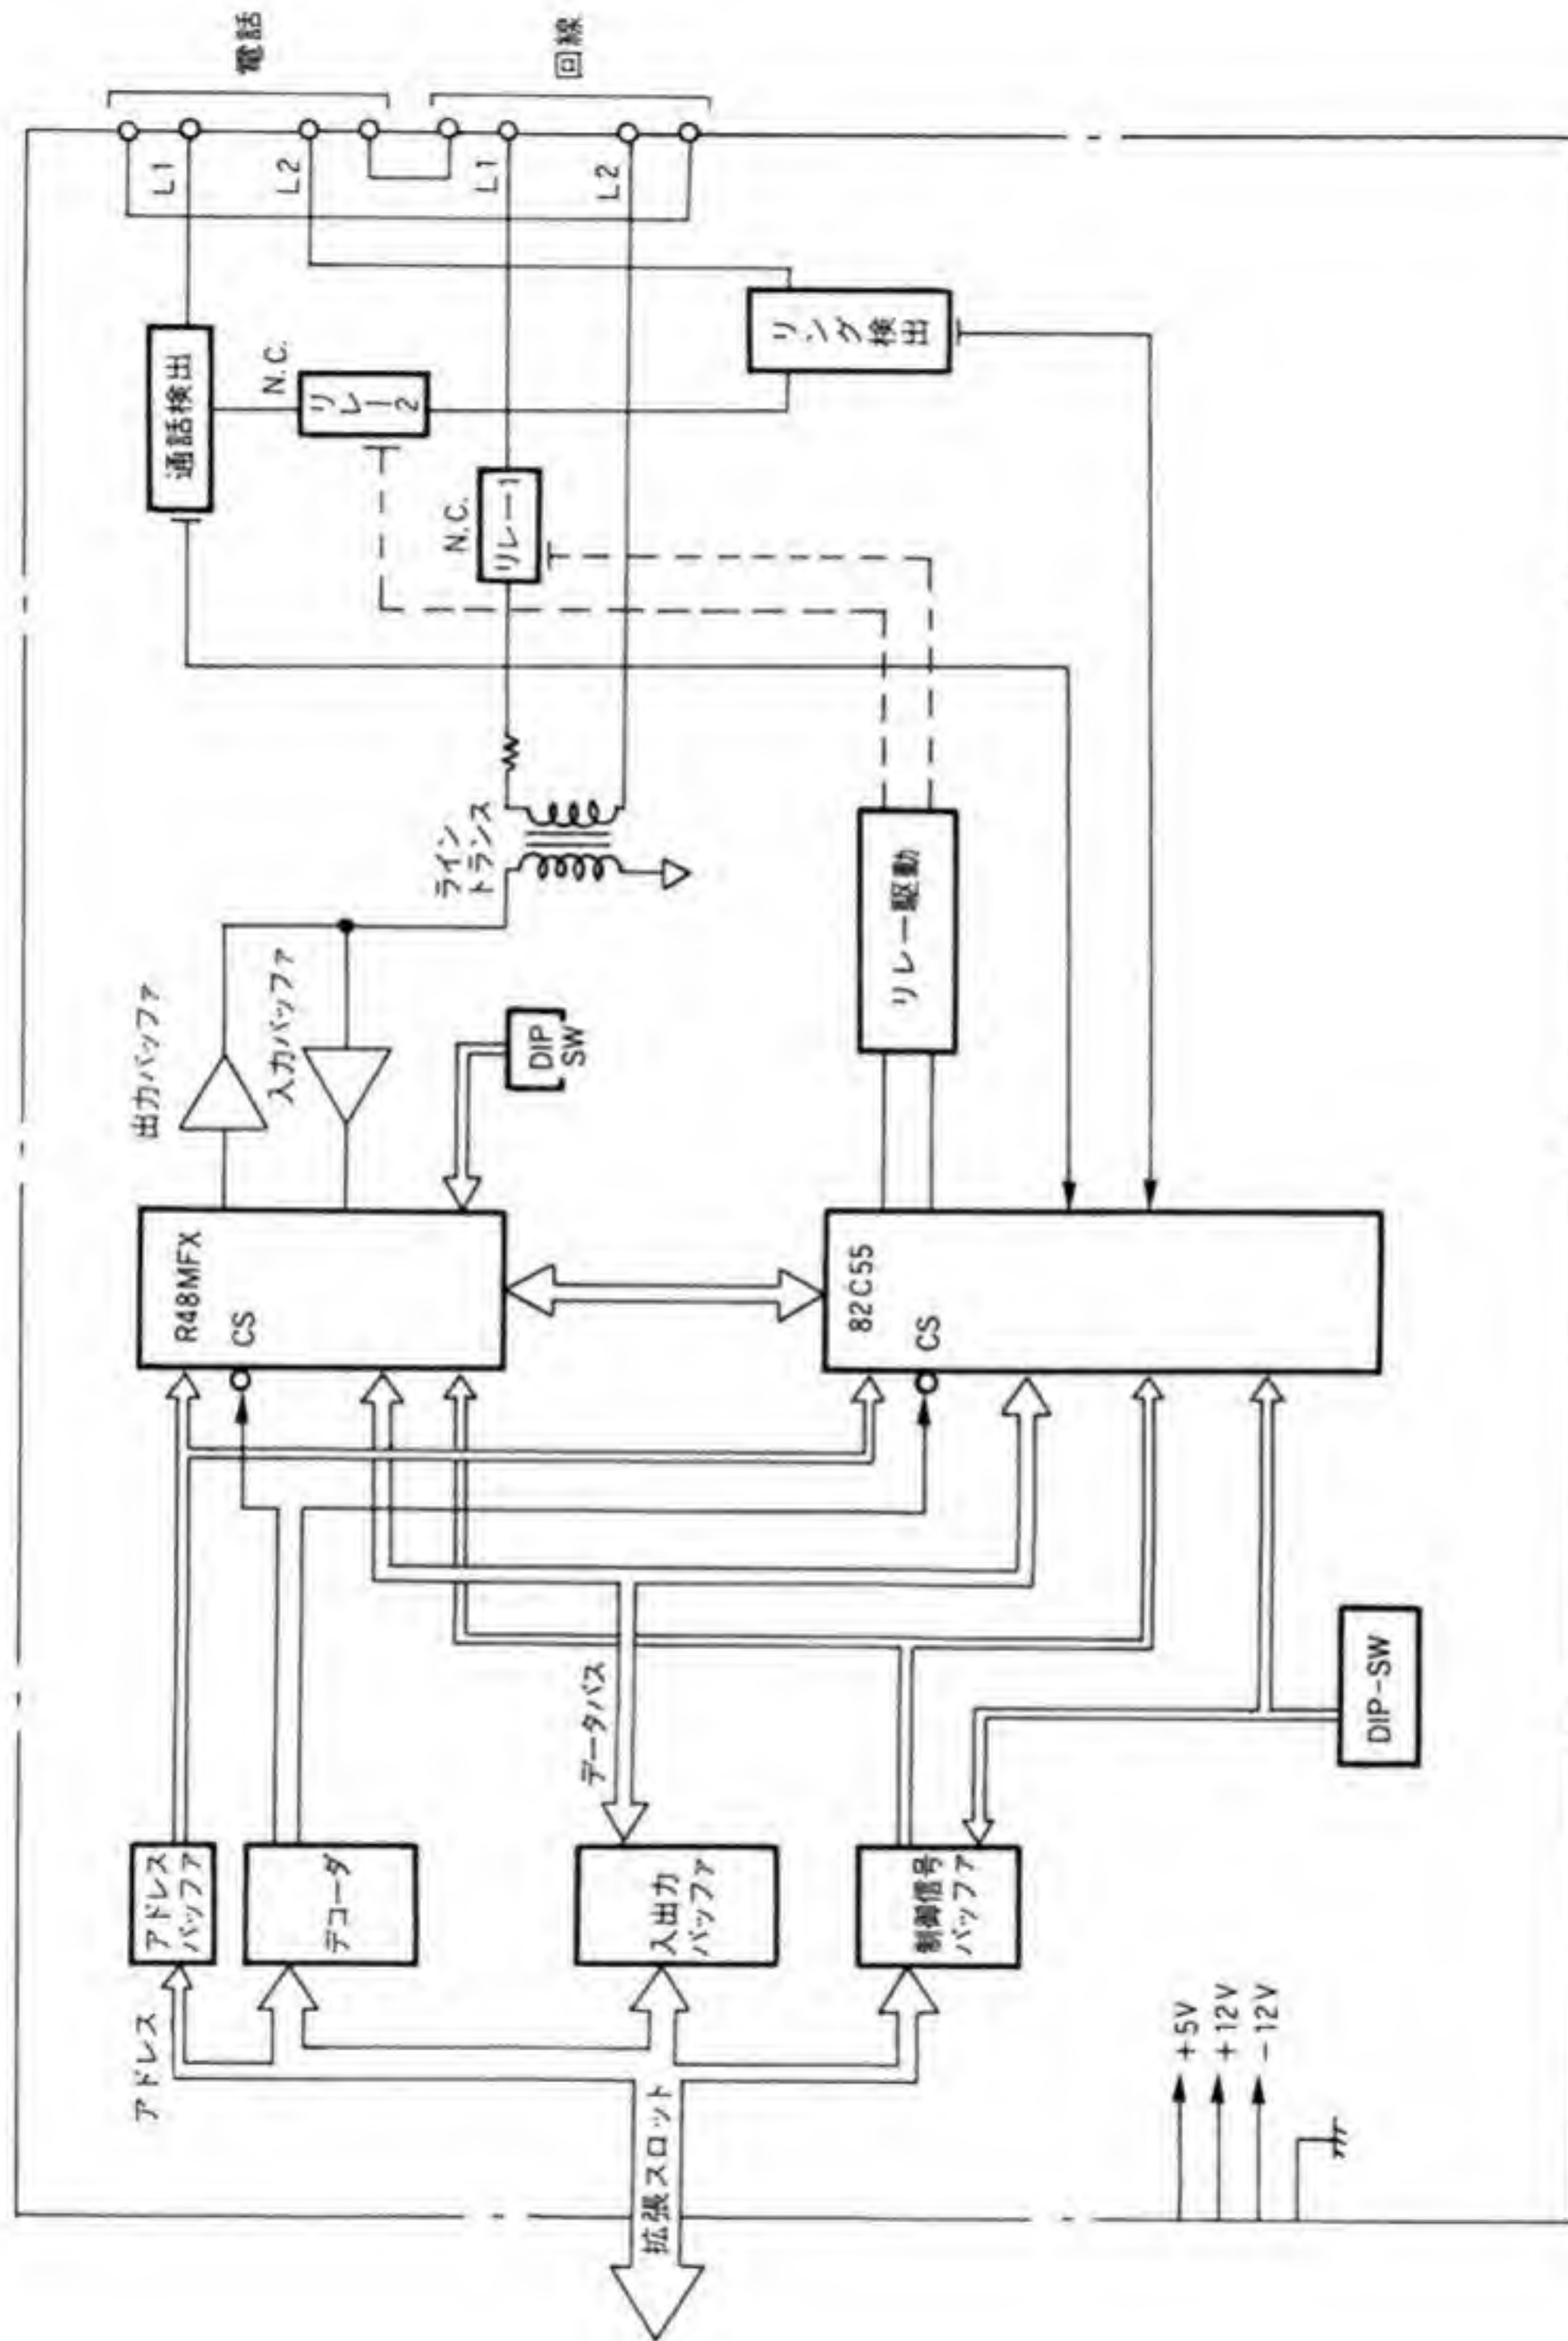 電話
回線
L1
L2
L1
L2
通話検出
N.C.
リレー2
N.C.
リレー1
リング
検出
ライン
トランス
出力バッファ
入力バッファ
DIP
SW
リレー駆動
R48MFX
CS
82C55
CS
データバス
DIP-SW
アドレス
バッファ
デコーダ
入出力
バッファ
制御信号
バッファ
アドレス
拡張スロット
+5V
+12V
-12V